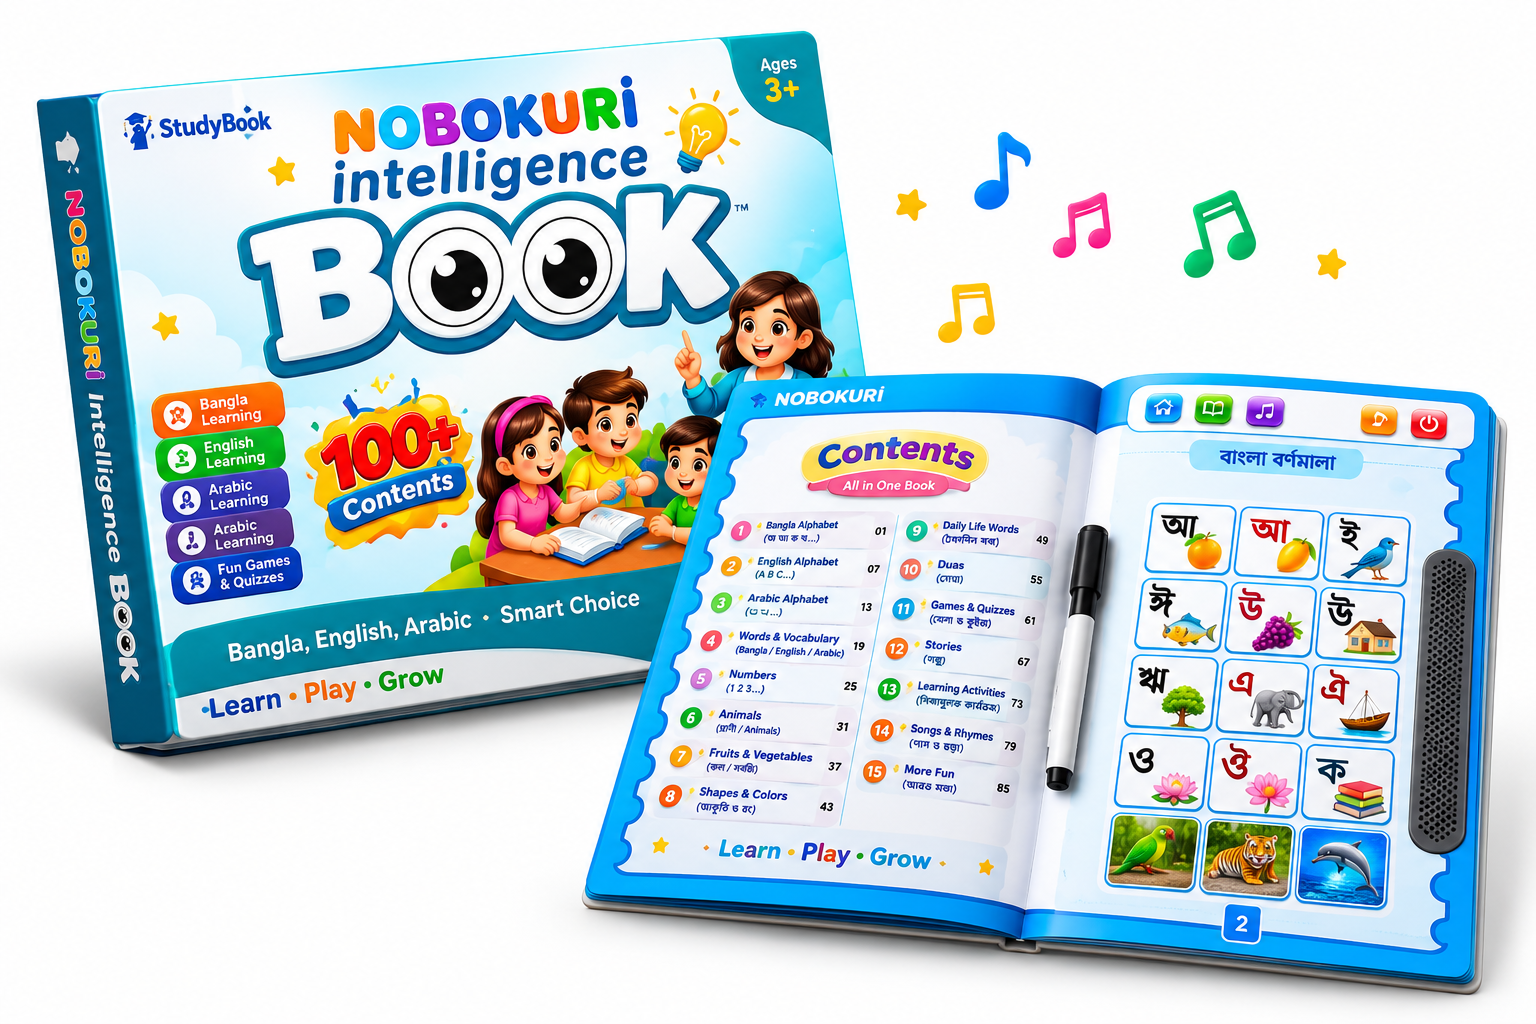 StudyBook
Ages
3+
NOBOKURi
intelligence
BOOK™
Bangla
Learning
English
Learning
Arabic
Learning
Arabic
Learning
Fun Games
& Quizzes
100+
Contents
Bangla, English, Arabic · Smart Choice
Learn · Play · Grow
NOBOKURi Intelligence BOOK
NOBOKURi
Contents
All in One Book
1 Bangla Alphabet 01
2 English Alphabet 07
(A B C...)
3 Arabic Alphabet 13
4 Words & Vocabulary 19
(Bangla / English / Arabic)
5 Numbers 25
(1 2 3...)
6 Animals 31
7 Fruits & Vegetables 37
8 Shapes & Colors 43
9 Daily Life Words 49
10 Duas 55
11 Games & Quizzes 61
12 Stories 67
13 Learning Activities 73
14 Songs & Rhymes 79
15 More Fun 85
Learn · Play · Grow
বাংলা বর্ণমালা
আ আ ই
ঈ উ উ
ঋ এ ঐ
ও ঔ ক
2